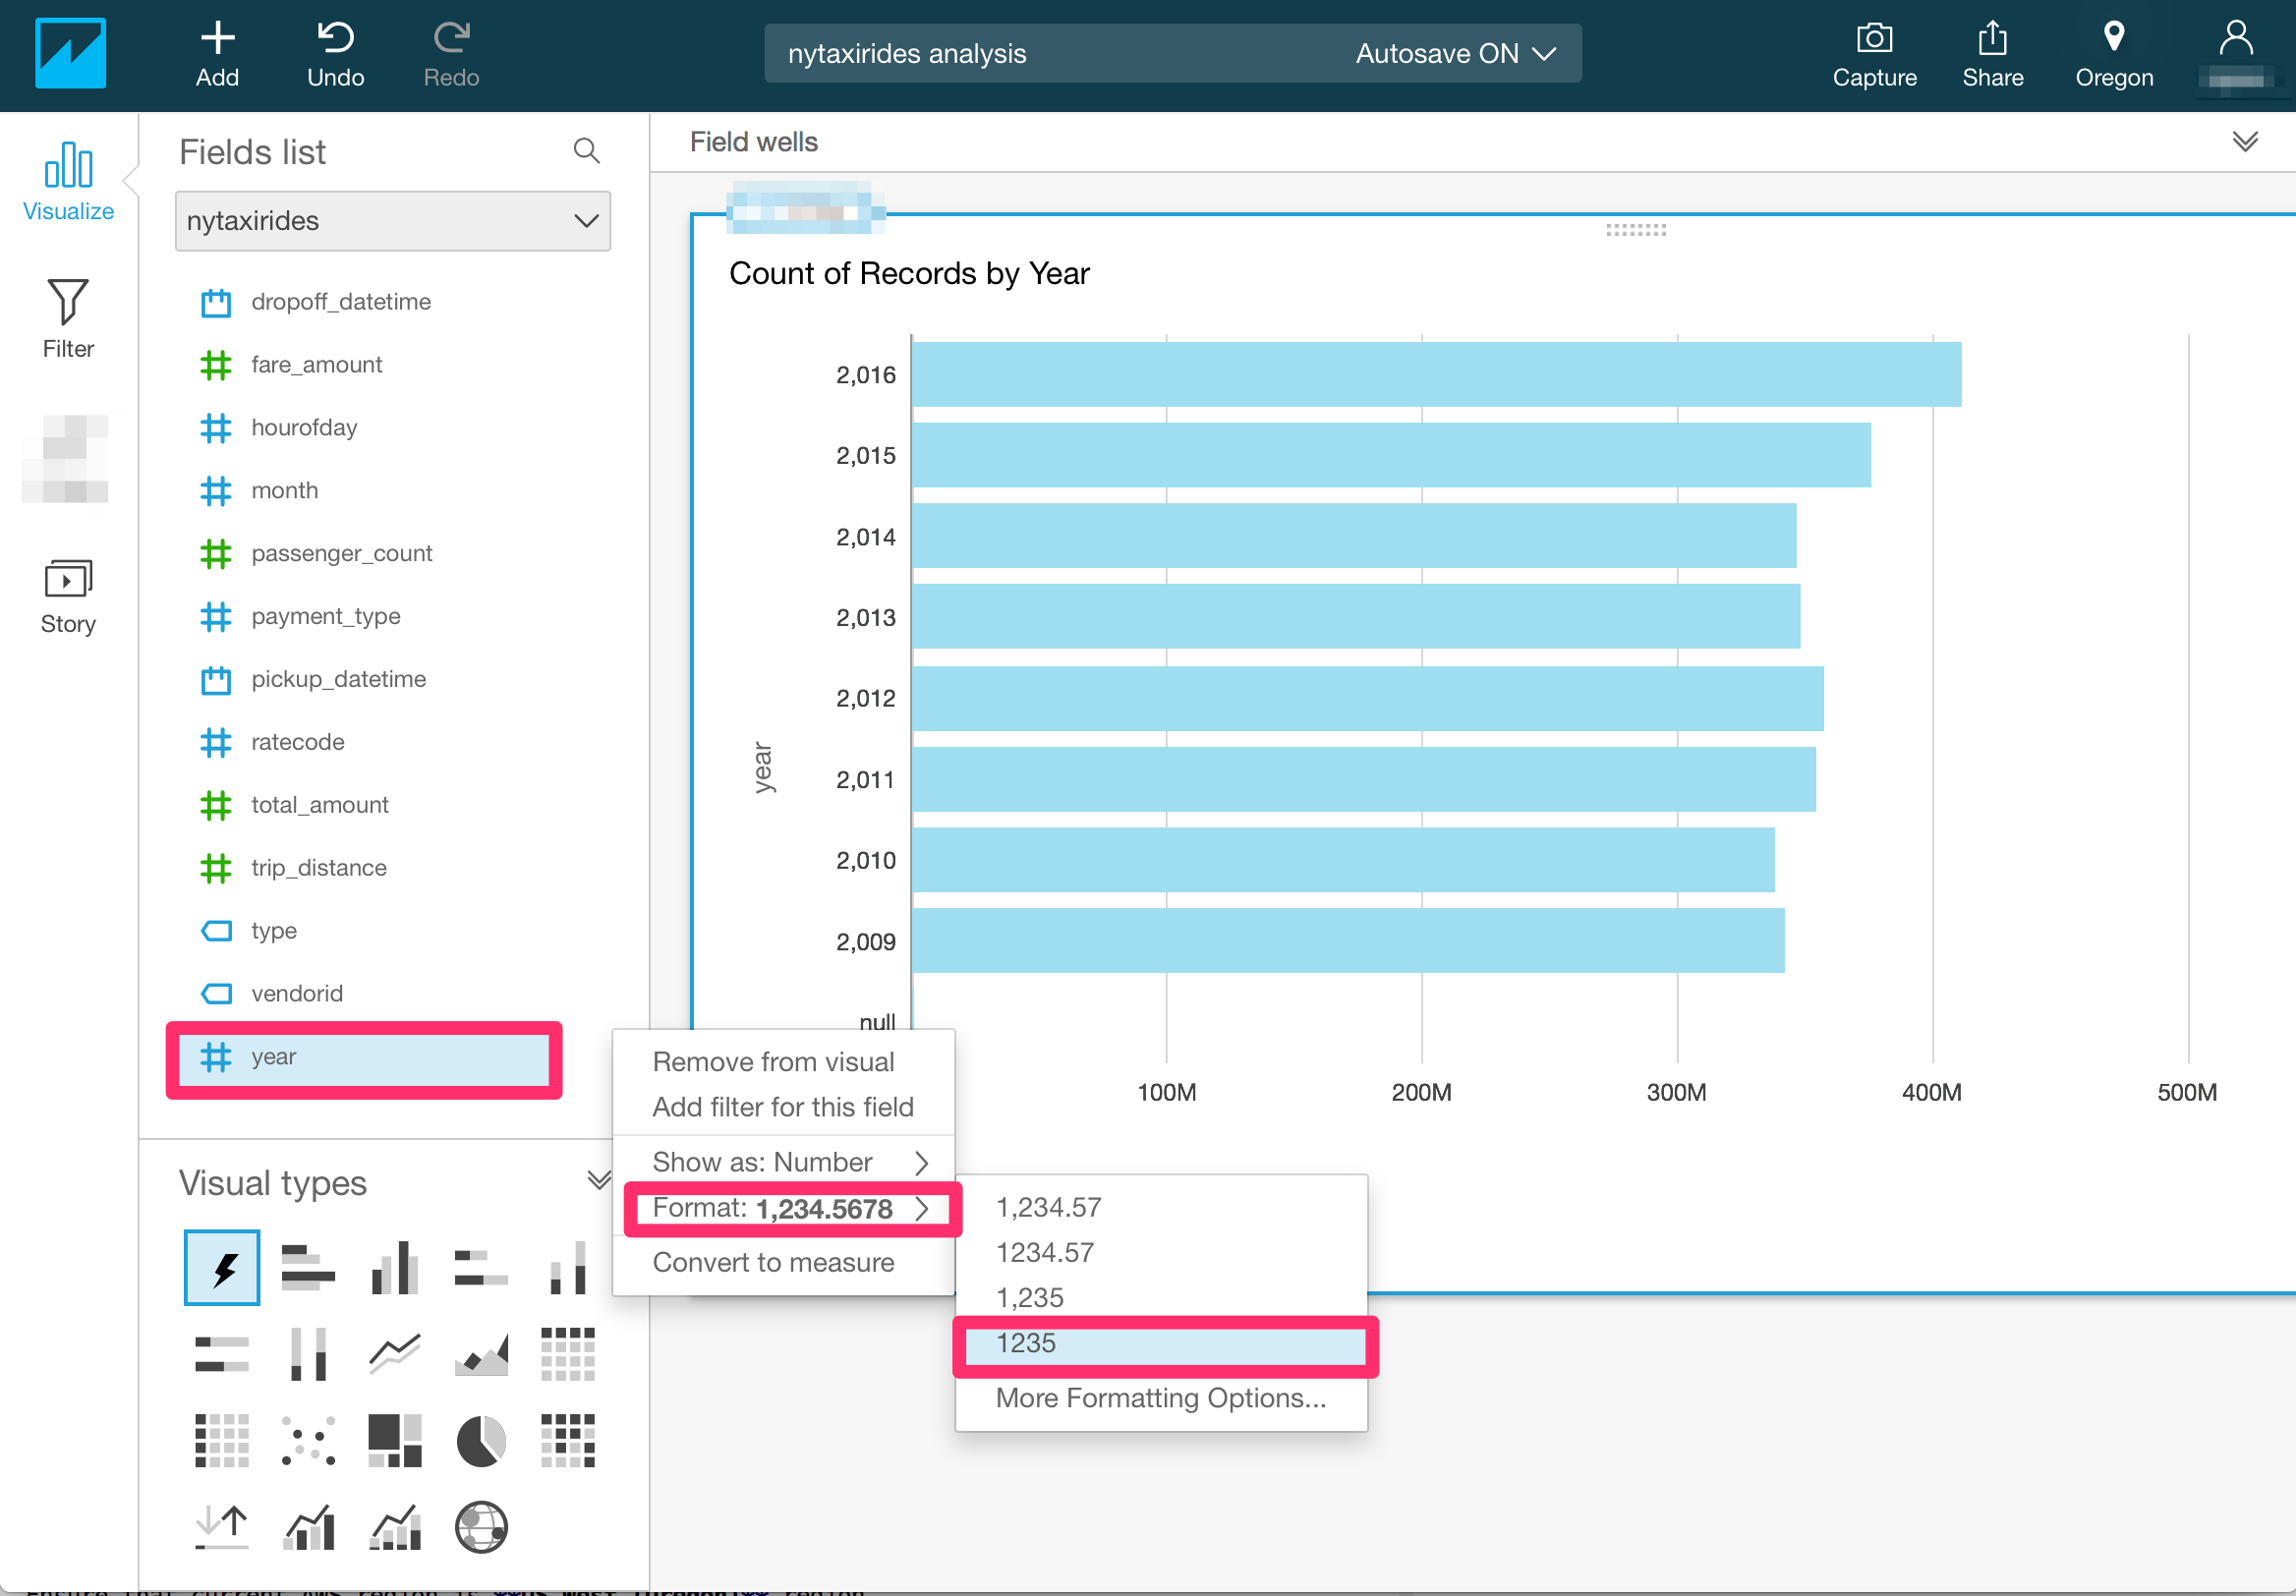 Add
Undo
Redo
nytaxirides analysis
Autosave ON
Capture
Share
Oregon
Visualize
Filter
Story
Fields list
nytaxirides
dropoff_datetime
fare_amount
hourofday
month
passenger_count
payment_type
pickup_datetime
ratecode
total_amount
trip_distance
type
vendorid
year
Visual types
Field wells
Count of Records by Year
year
2,016
2,015
2,014
2,013
2,012
2,011
2,010
2,009
null
100M
200M
300M
400M
500M
Remove from visual
Add filter for this field
Show as: Number
Format: 1,234.5678
Convert to measure
1,234.57
1234.57
1,235
1235
More Formatting Options...